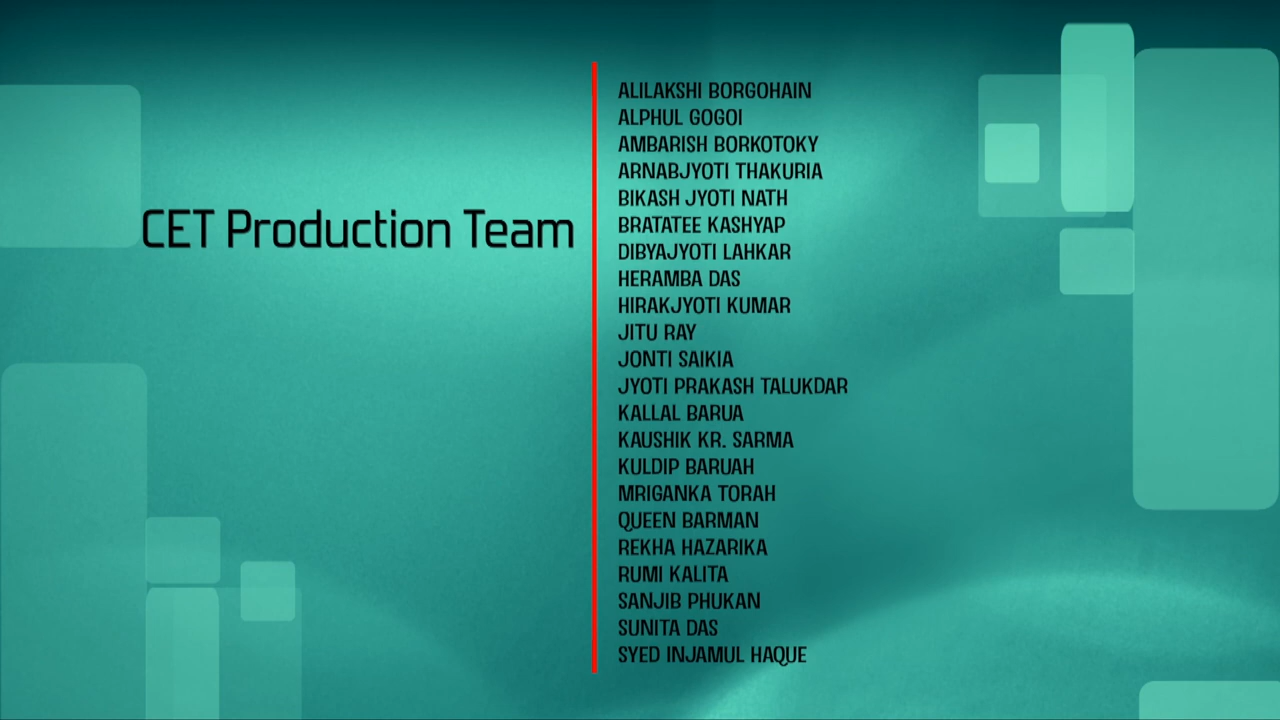 CET Production Team
ALILAKSHI BORGOHAIN
ALPHUL GOGOI
AMBARISH BORKOTOKY
ARNABJYOTI THAKURIA
BIKASH JYOTI NATH
BRATATEE KASHYAP
DIBYAJYOTI LAHKAR
HERAMBA DAS
HIRAKJYOTI KUMAR
JITU RAY
JONTI SAIKIA
JYOTI PRAKASH TALUKDAR
KALLAL BARUA
KAUSHIK KR. SARMA
KULDIP BARUAH
MRIGANKA TORAH
QUEEN BARMAN
REKHA HAZARIKA
RUMI KALITA
SANJIB PHUKAN
SUNITA DAS
SYED INJAMUL HAQUE